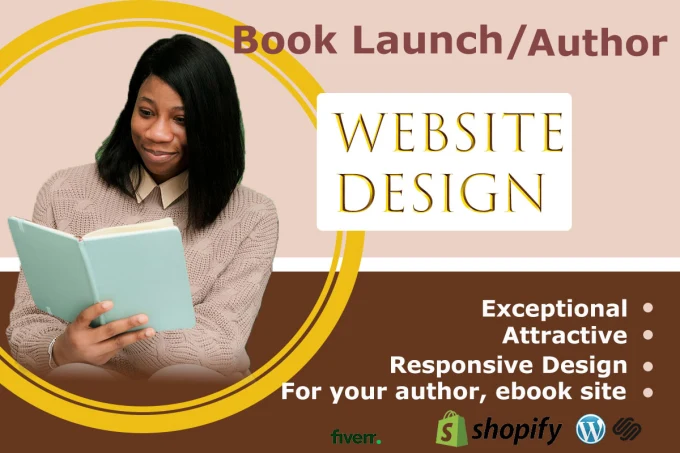 Book Launch/Author
WEBSITE
DESIGN
Exceptional
Attractive
Responsive Design
For your author, ebook site
fiverr.
shopify